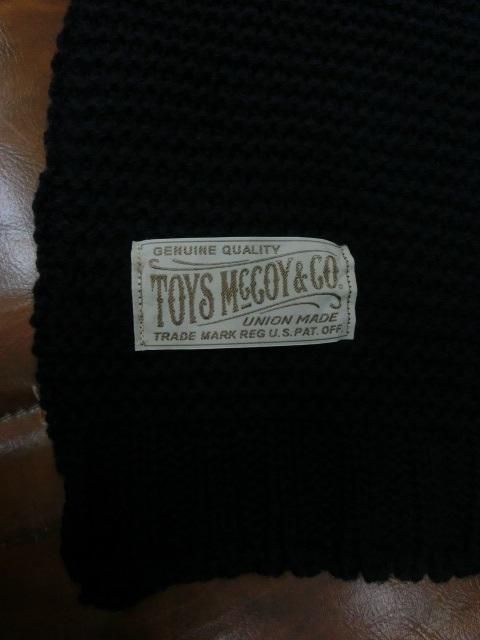 GENUINE QUALITY
TOYS McCOY & CO.
UNION MADE
TRADE MARK REG U.S. PAT. OFF.